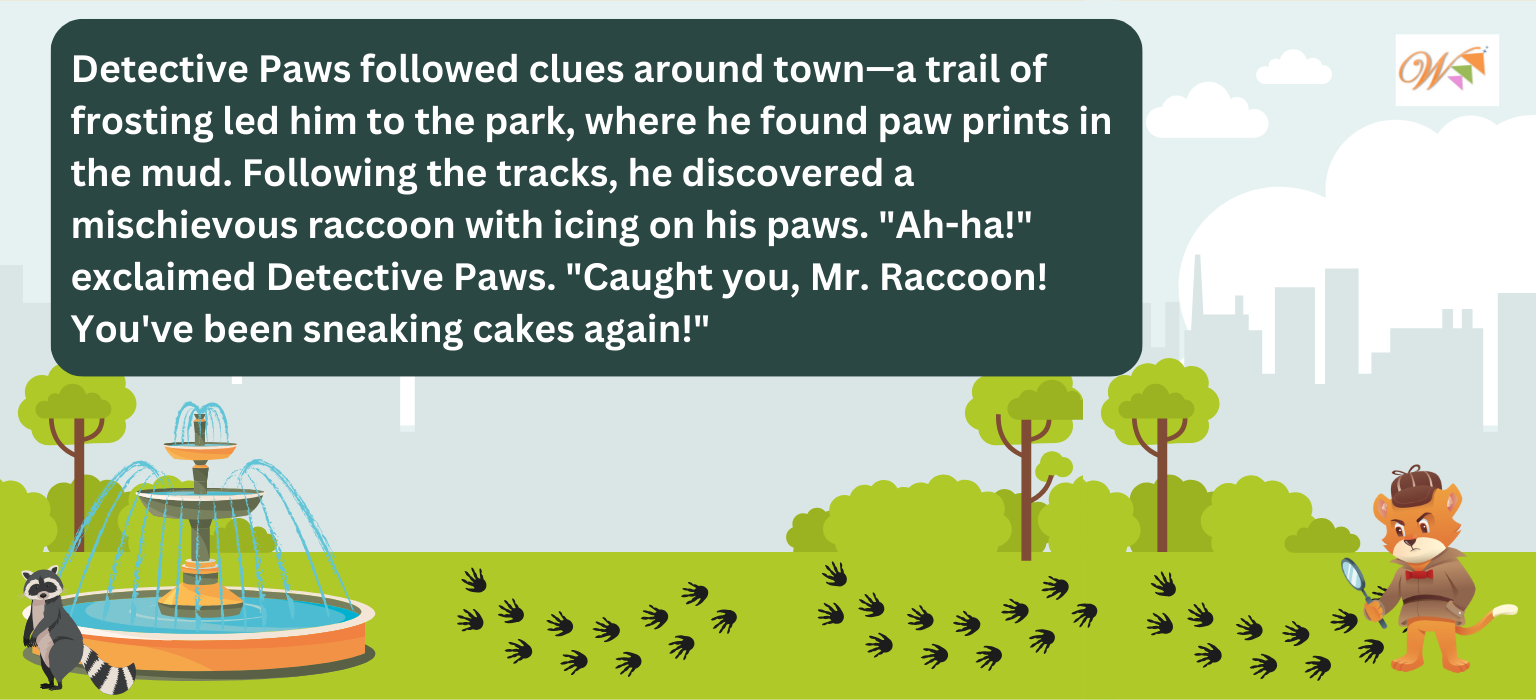 Detective Paws followed clues around town—a trail of
frosting led him to the park, where he found paw prints in
the mud. Following the tracks, he discovered a
mischievous raccoon with icing on his paws. "Ah-ha!"
exclaimed Detective Paws. "Caught you, Mr. Raccoon!
You've been sneaking cakes again!"
W